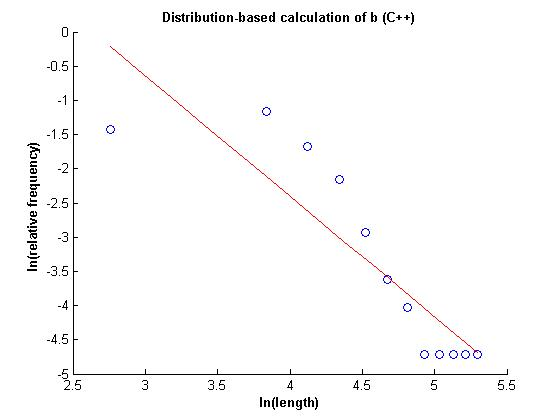 Distribution-based calculation of b (C++)
0
-0.5
-1
-1.5
-2
-2.5
-3
-3.5
-4
-4.5
-5
ln(relative frequency)
2.5 3 3.5 4 4.5 5 5.5
ln(length)